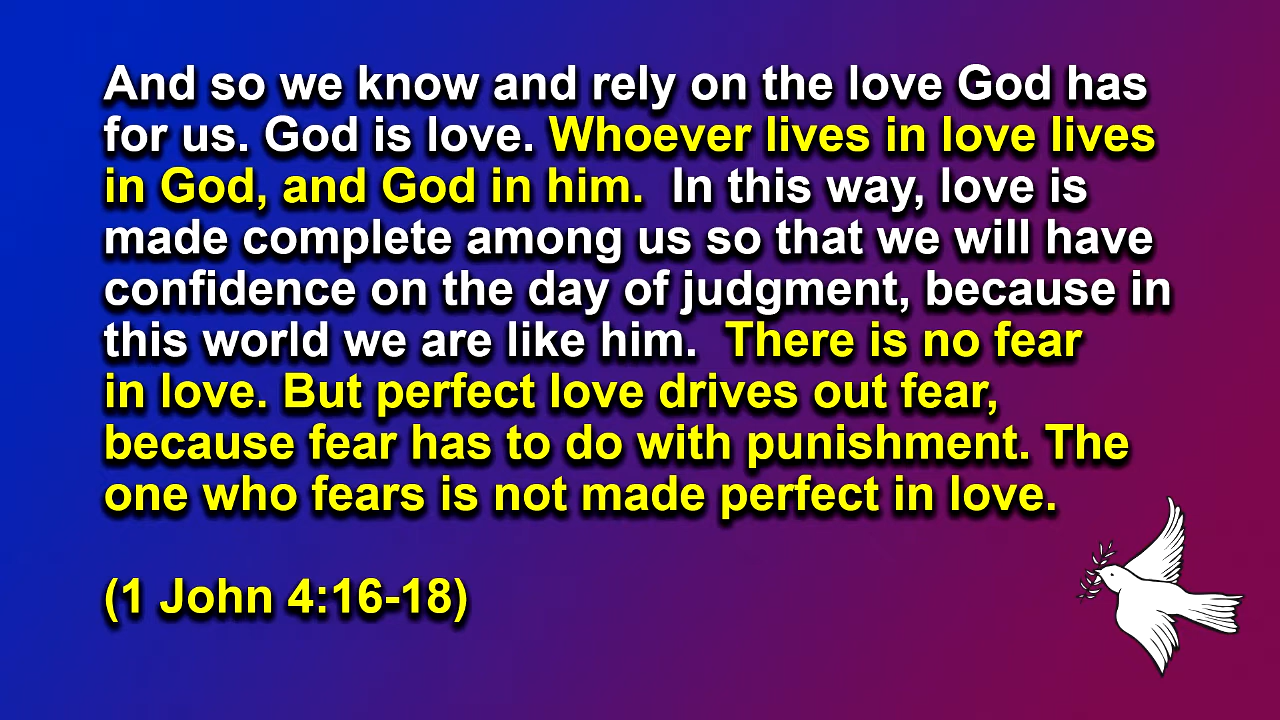 And so we know and rely on the love God has
for us. God is love. Whoever lives in love lives
in God, and God in him.  In this way, love is
made complete among us so that we will have
confidence on the day of judgment, because in
this world we are like him.  There is no fear
in love. But perfect love drives out fear,
because fear has to do with punishment. The
one who fears is not made perfect in love.
(1 John 4:16-18)